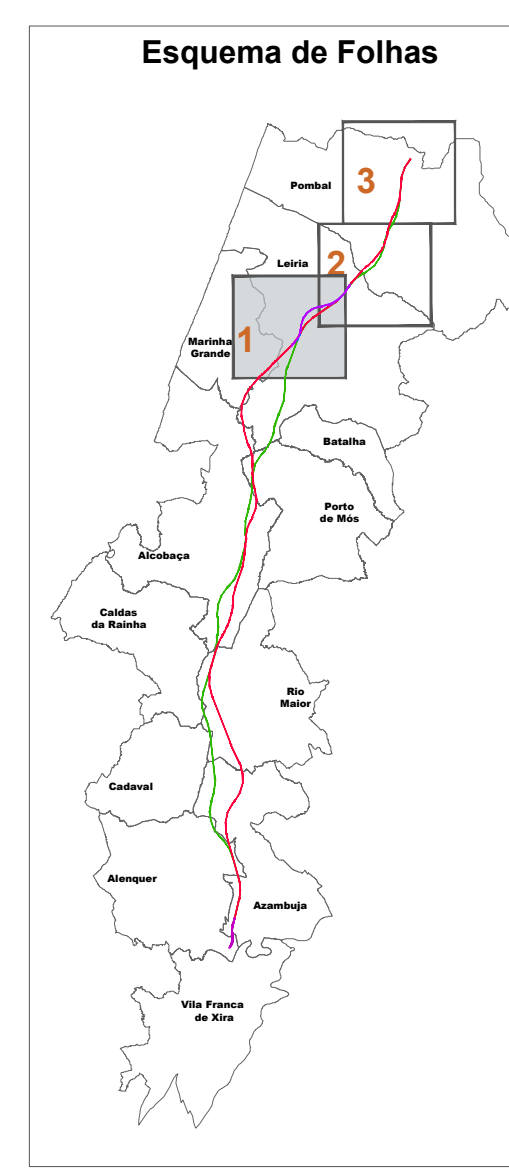 Esquema de Folhas
3
Pombal
2
Leiria
1
Marinha
Grande
Batalha
Porto
de Mós
Alcobaça
Caldas
da Rainha
Rio
Maior
Cadaval
Alenquer
Azambuja
Vila Franca
de Xira